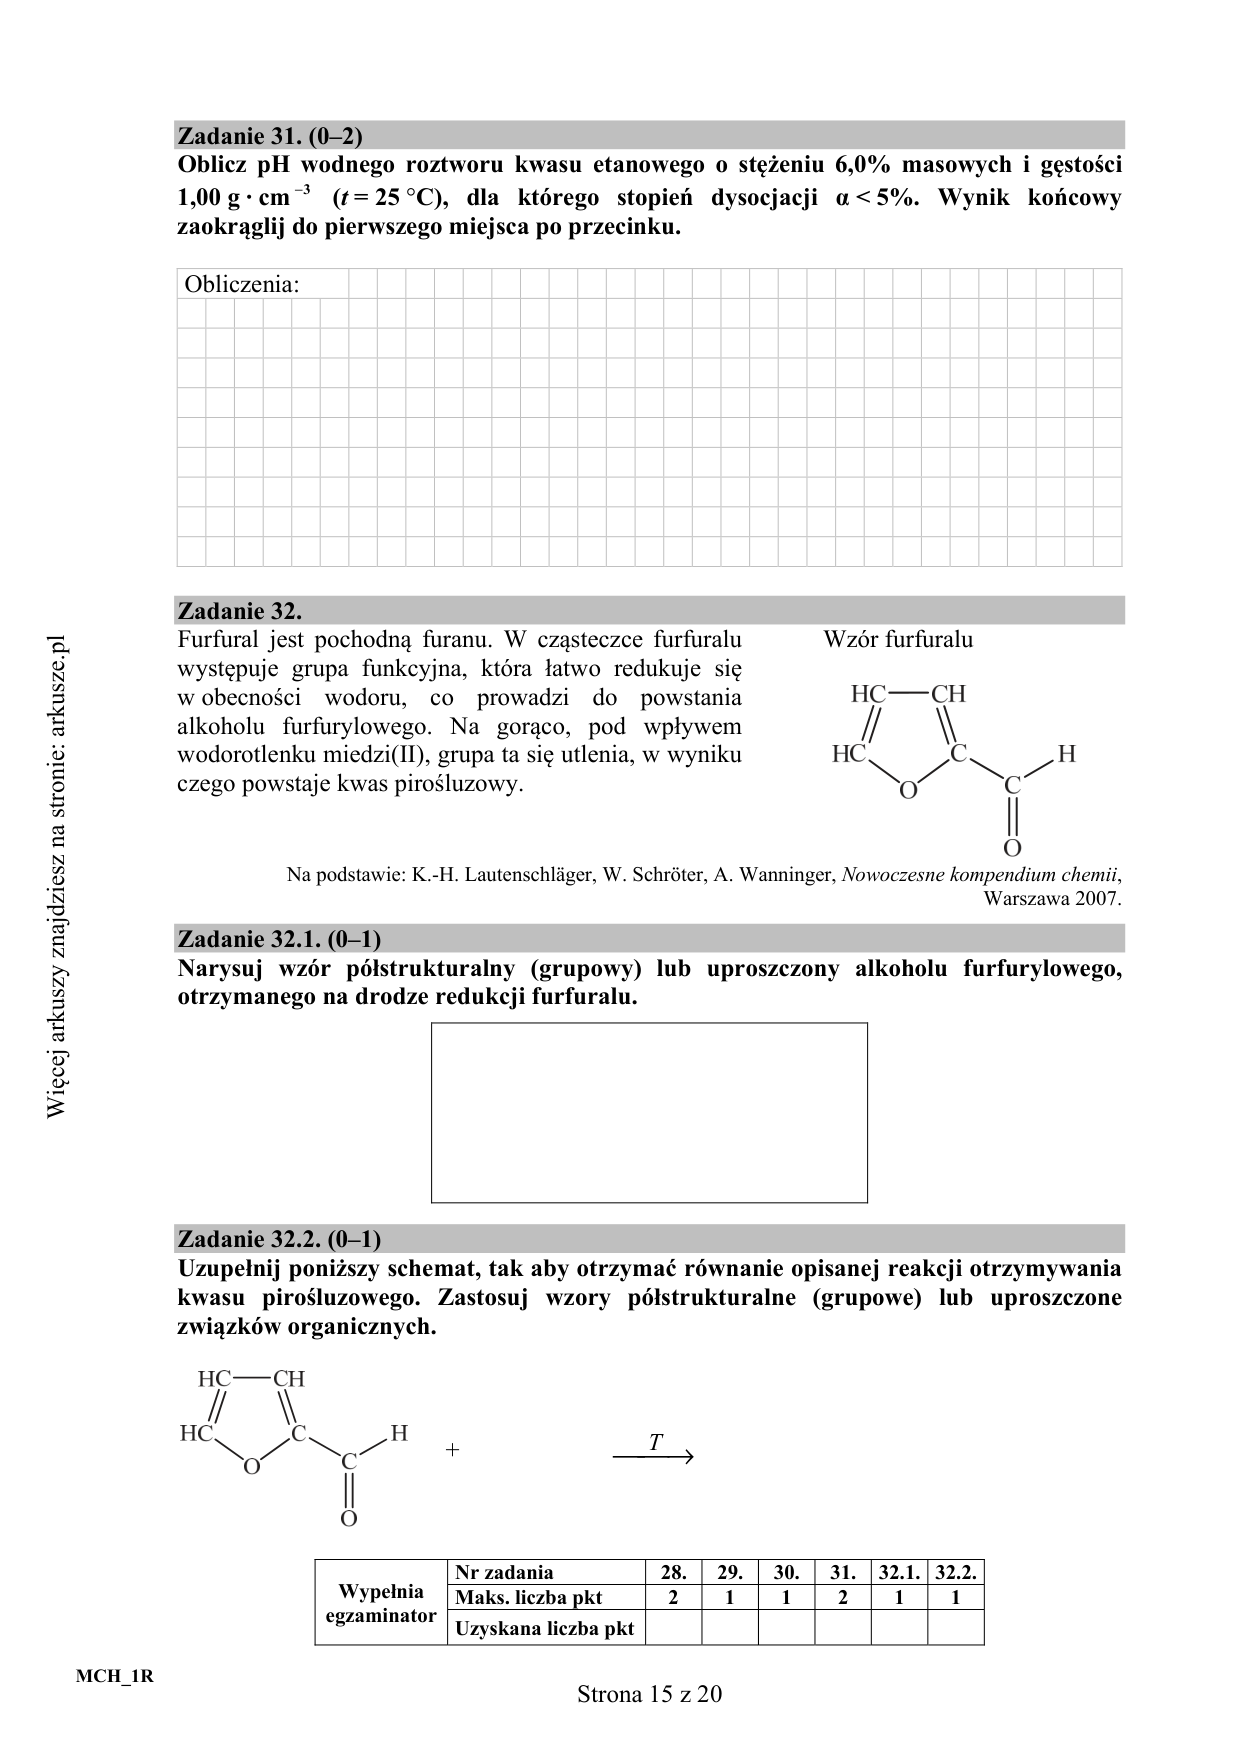 Zadanie 31. (0–2)
Oblicz pH wodnego roztworu kwasu etanowego o stężeniu 6,0% masowych i gęstości
1,00 g · cm⁻³ (t = 25 °C), dla którego stopień dysocjacji α < 5%. Wynik końcowy
zaokrąglij do pierwszego miejsca po przecinku.
Obliczenia:
Zadanie 32.
Furfural jest pochodną furanu. W cząsteczce furfuralu
występuje grupa funkcyjna, która łatwo redukuje się
w obecności wodoru, co prowadzi do powstania
alkoholu furfurylowego. Na gorąco, pod wpływem
wodorotlenku miedzi(II), grupa ta się utlenia, w wyniku
czego powstaje kwas pirośluzowy.
Wzór furfuralu
HC CH
HC C H
O C
O
Na podstawie: K.-H. Lautenschläger, W. Schröter, A. Wanninger, Nowoczesne kompendium chemii,
Warszawa 2007.
Zadanie 32.1. (0–1)
Narysuj wzór półstrukturalny (grupowy) lub uproszczony alkoholu furfurylowego,
otrzymanego na drodze redukcji furfuralu.
Zadanie 32.2. (0–1)
Uzupełnij poniższy schemat, tak aby otrzymać równanie opisanej reakcji otrzymywania
kwasu pirośluzowego. Zastosuj wzory półstrukturalne (grupowe) lub uproszczone
związków organicznych.
HC CH
HC C H
O C
O
+ T
Wypełnia egzaminator
Nr zadania 28. 29. 30. 31. 32.1. 32.2.
Maks. liczba pkt 2 1 1 2 1 1
Uzyskana liczba pkt
MCH_1R
Strona 15 z 20
Więcej arkuszy znajdziesz na stronie: arkusze.pl